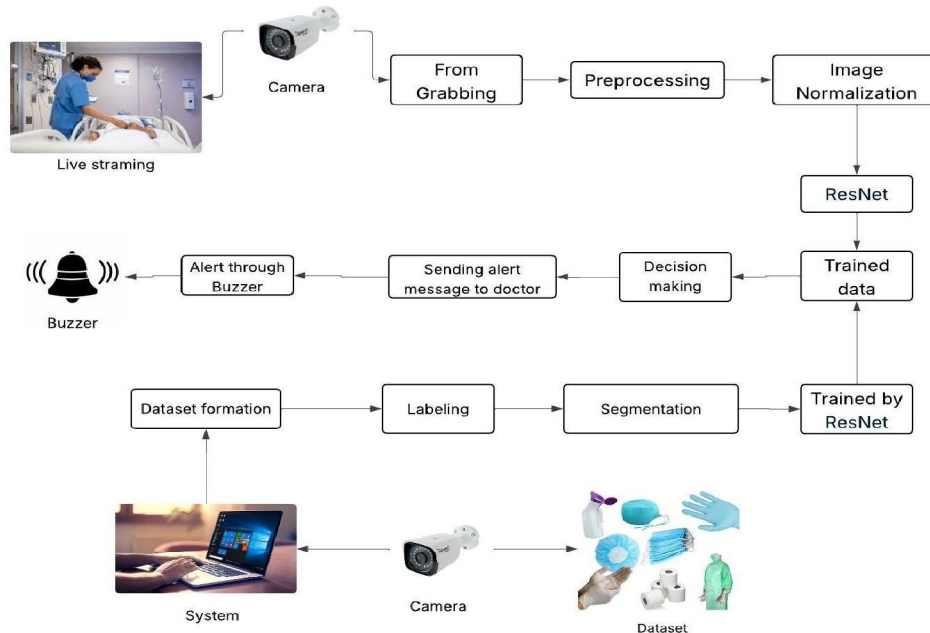 Camera
Live straming
From
Grabbing
Preprocessing
Image
Normalization
ResNet
Trained
data
Decision
making
Sending alert
message to doctor
Alert through
Buzzer
Buzzer
Dataset formation
Labeling
Segmentation
Trained by
ResNet
System
Camera
Dataset